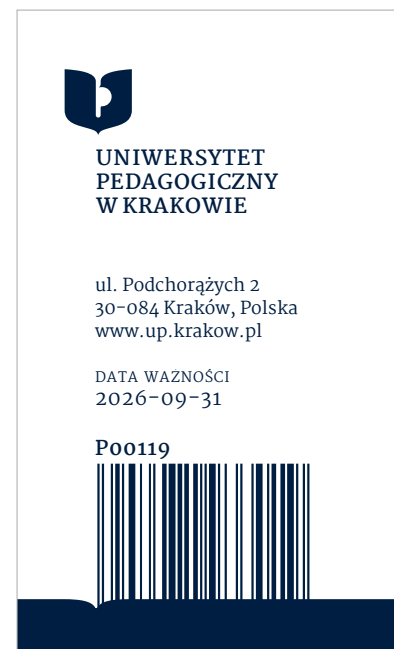 UNIWERSYTET
PEDAGOGICZNY
W KRAKOWIE
ul. Podchorążych 2
30-084 Kraków, Polska
www.up.krakow.pl
DATA WAŻNOŚCI
2026-09-31
P00119